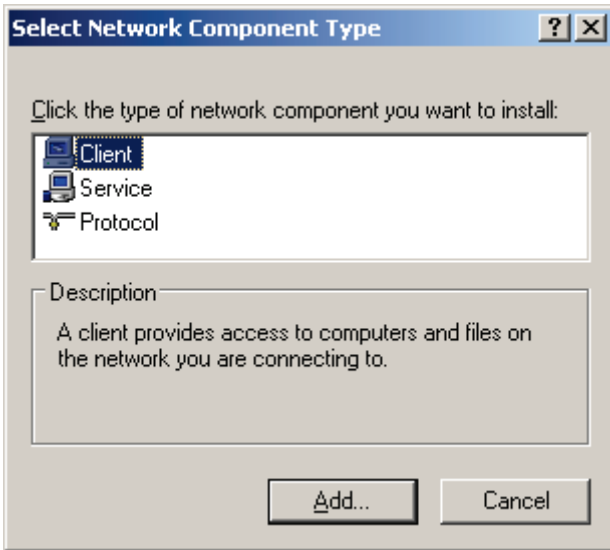 Select Network Component Type
Click the type of network component you want to install:
Client
Service
Protocol
Description
A client provides access to computers and files on
the network you are connecting to.
Add... Cancel